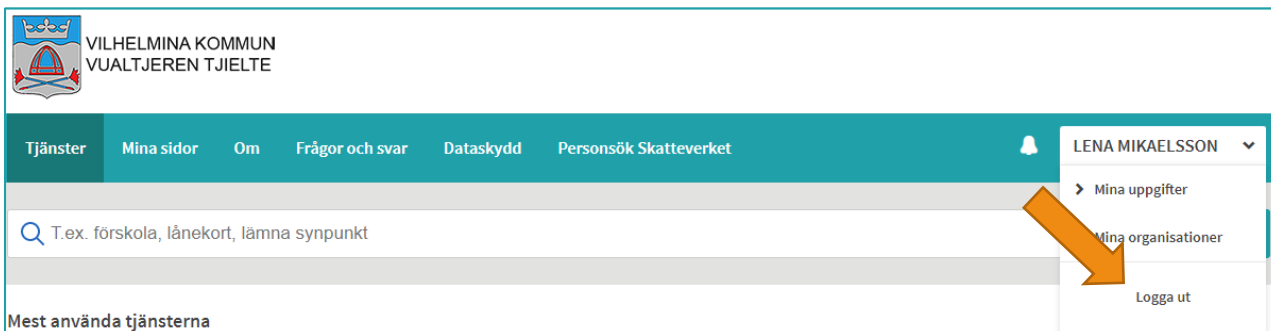 VILHELMINA KOMMUN
VUALTJEREN TJIELTE
Tjänster Mina sidor Om Frågor och svar Dataskydd Personsök Skatteverket LENA MIKAELSSON
Mina uppgifter
T.ex. förskola, lånekort, lämna synpunkt
Mina organisationer
Logga ut
Mest använda tjänsterna